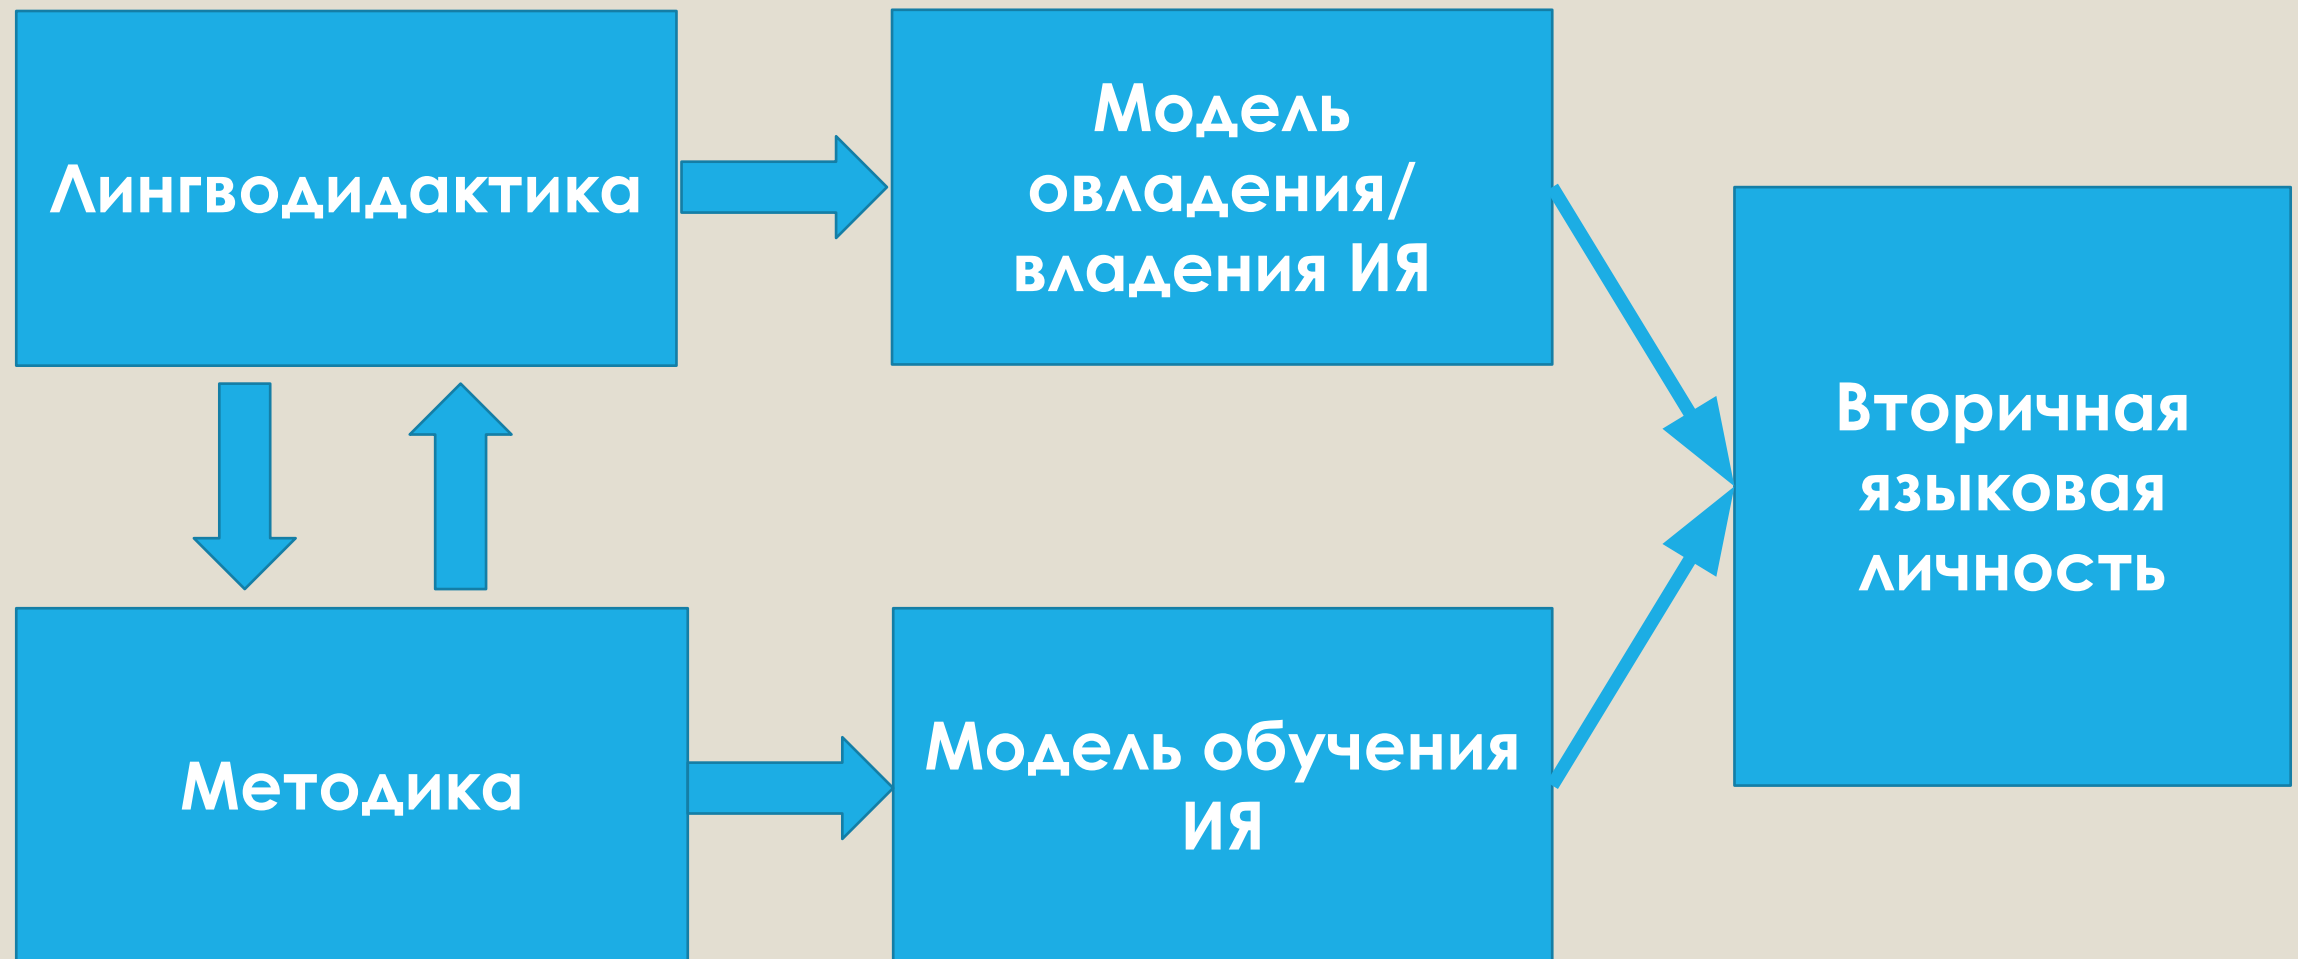 Лингводидактика
Модель
овладения/
владения ИЯ
Вторичная
языковая
личность
Методика
Модель обучения
ИЯ